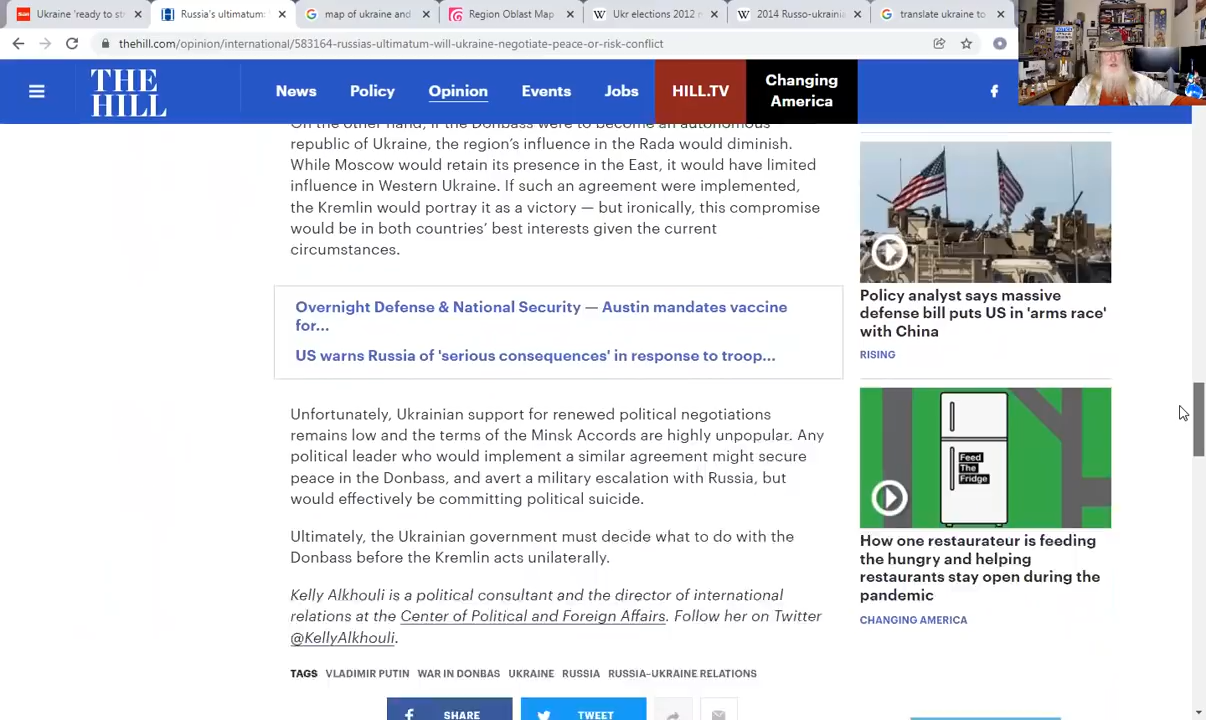 Ukraine 'ready to st
Russia's ultimatum:
map of ukraine and
Region Oblast Map
Ukr elections 2012
2014 Russo-ukraini
translate ukraine to
thehill.com/opinion/international/583164-russias-ultimatum-will-ukraine-negotiate-peace-or-risk-conflict
THE
HILL
News
Policy
Opinion
Events
Jobs
HILL.TV
Changing
America
On the other hand, if the Donbass were to become an autonomous
republic of Ukraine, the region's influence in the Rada would diminish.
While Moscow would retain its presence in the East, it would have limited
influence in Western Ukraine. If such an agreement were implemented,
the Kremlin would portray it as a victory — but ironically, this compromise
would be in both countries' best interests given the current
circumstances.
Overnight Defense & National Security — Austin mandates vaccine
for...
US warns Russia of 'serious consequences' in response to troop...
Unfortunately, Ukrainian support for renewed political negotiations
remains low and the terms of the Minsk Accords are highly unpopular. Any
political leader who would implement a similar agreement might secure
peace in the Donbass, and avert a military escalation with Russia, but
would effectively be committing political suicide.
Ultimately, the Ukrainian government must decide what to do with the
Donbass before the Kremlin acts unilaterally.
Kelly Alkhouli is a political consultant and the director of international
relations at the Center of Political and Foreign Affairs. Follow her on Twitter
@KellyAlkhouli.
TAGS VLADIMIR PUTIN WAR IN DONBAS UKRAINE RUSSIA RUSSIA–UKRAINE RELATIONS
SHARE
TWEET
Policy analyst says massive
defense bill puts US in 'arms race'
with China
RISING
Feed
The
Fridge
How one restaurateur is feeding
the hungry and helping
restaurants stay open during the
pandemic
CHANGING AMERICA